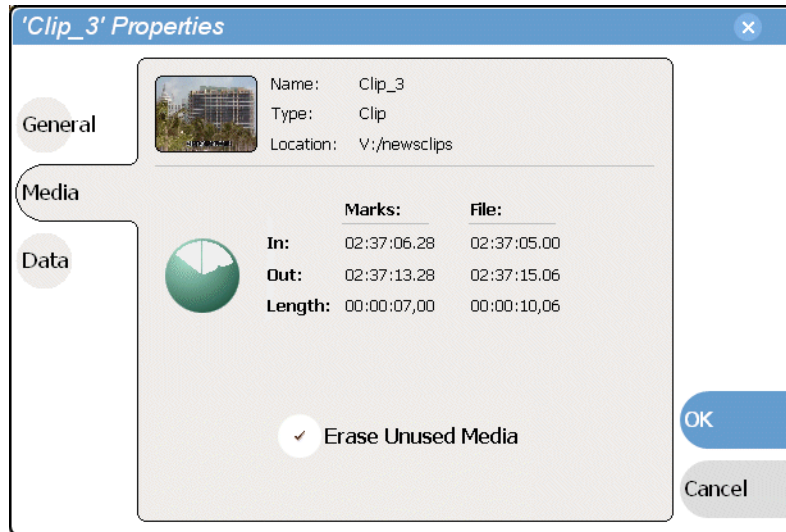 'Clip_3' Properties
General
Media
Data
Name: Clip_3
Type: Clip
Location: V:/newsclips
Marks: File:
In: 02:37:06.28 02:37:05.00
Out: 02:37:13.28 02:37:15.06
Length: 00:00:07,00 00:00:10,06
Erase Unused Media
OK
Cancel